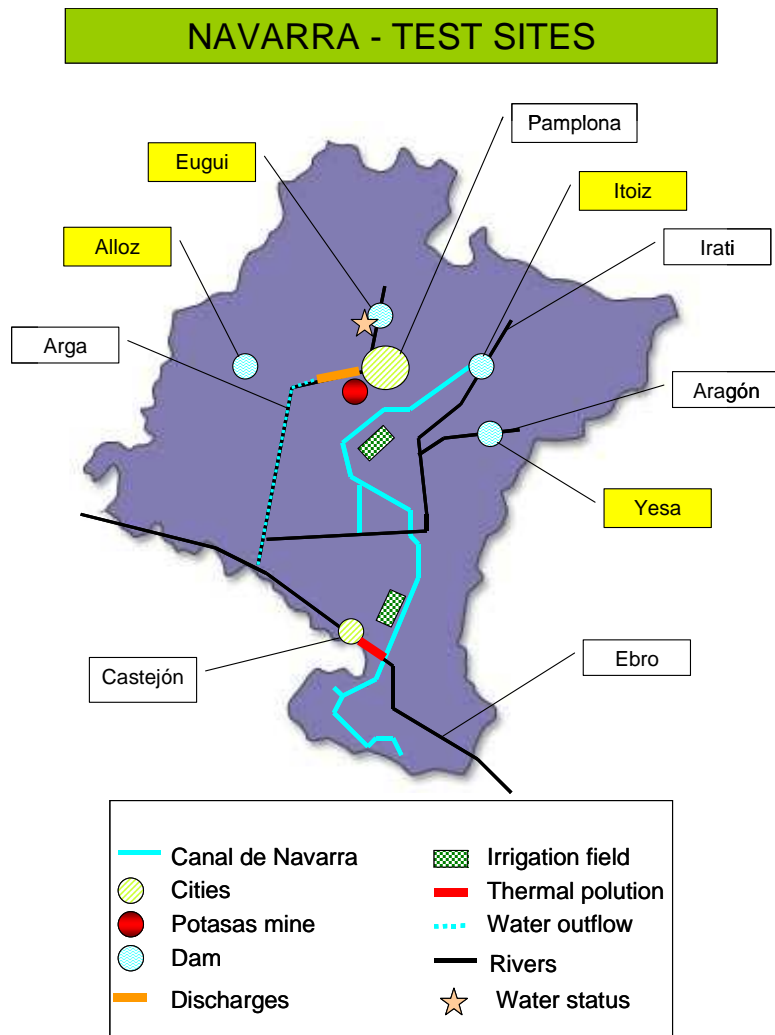 NAVARRA - TEST SITES
Pamplona
Eugui
Itoiz
Alloz
Irati
Arga
Aragón
Yesa
Castejón
Ebro
Canal de Navarra
Cities
Potasas mine
Dam
Discharges
Irrigation field
Thermal polution
Water outflow
Rivers
Water status